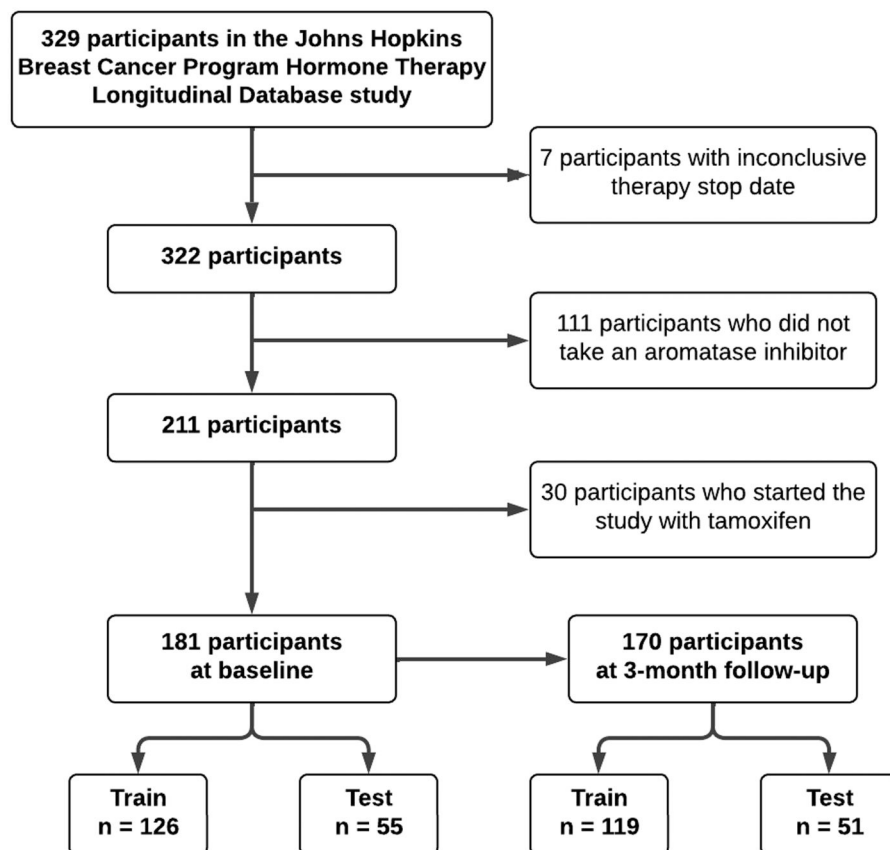 329 participants in the Johns Hopkins
Breast Cancer Program Hormone Therapy
Longitudinal Database study
7 participants with inconclusive
therapy stop date
322 participants
111 participants who did not
take an aromatase inhibitor
211 participants
30 participants who started the
study with tamoxifen
181 participants
at baseline
170 participants
at 3-month follow-up
Train
n = 126
Test
n = 55
Train
n = 119
Test
n = 51